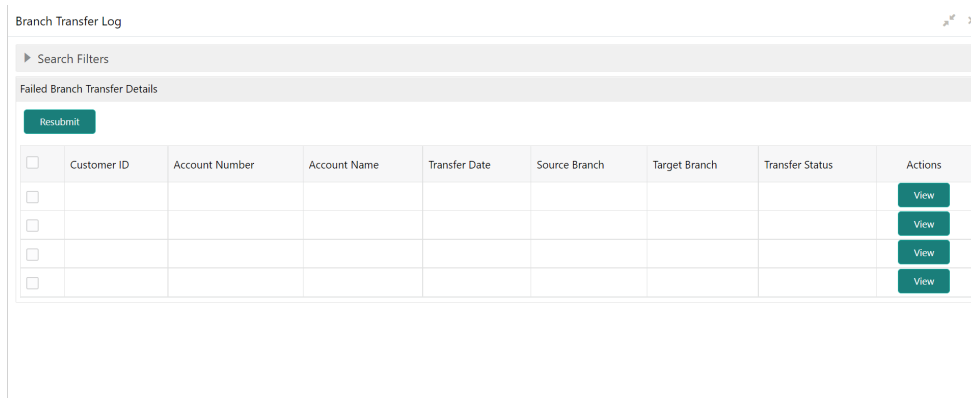 Branch Transfer Log
Search Filters
Failed Branch Transfer Details
Resubmit
Customer ID Account Number Account Name Transfer Date Source Branch Target Branch Transfer Status Actions
View
View
View
View